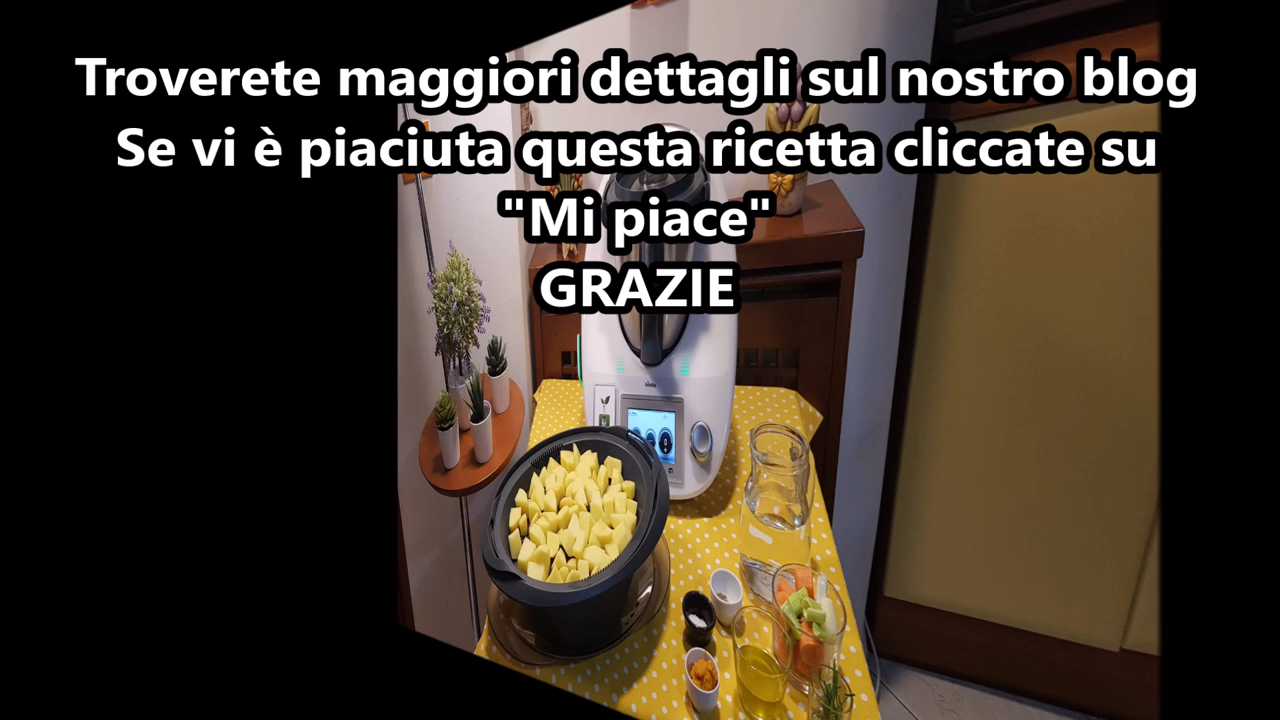 Troverete maggiori dettagli sul nostro blog
Se vi è piaciuta questa ricetta cliccate su
"Mi piace"
GRAZIE